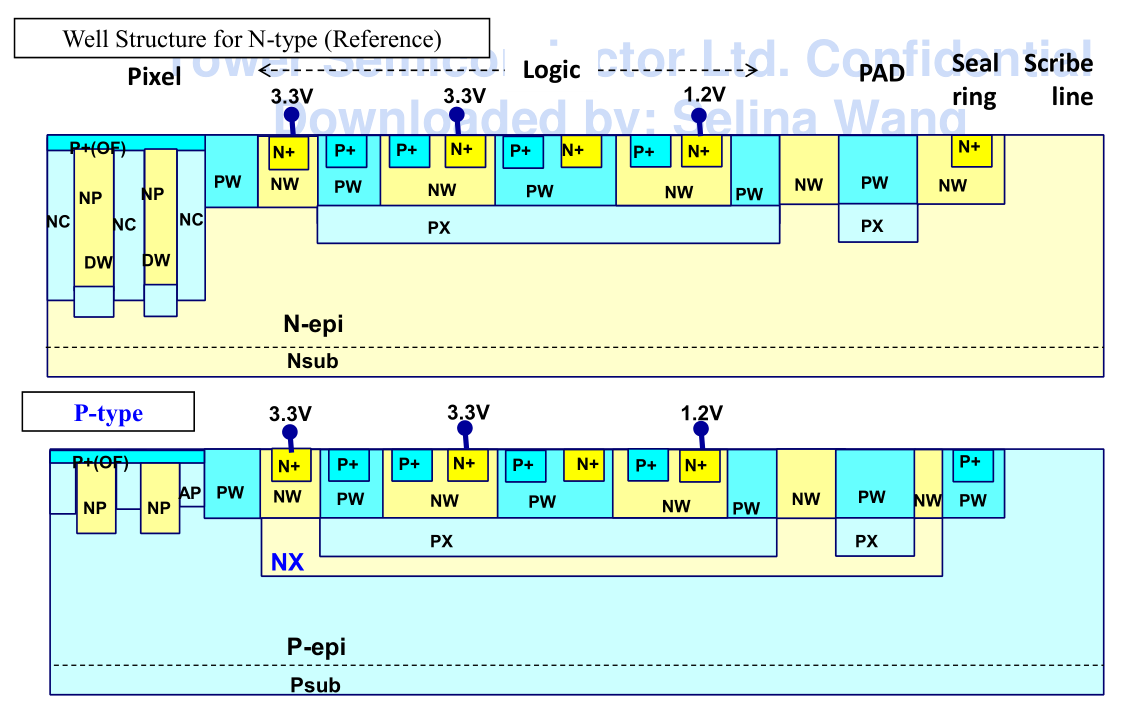 Well Structure for N-type (Reference)
Tower Semiconductor Ltd. Confidential
Downloaded by: Selina Wang
Pixel
Logic
PAD
Seal ring
Scribe line
3.3V
3.3V
1.2V
P+(OF)
N+
P+
P+
N+
P+
N+
P+
N+
N+
NC
NP
NC
NP
NC
PW
NW
PW
NW
PW
NW
PW
NW
PW
NW
DW
DW
PX
PX
N-epi
Nsub
P-type
3.3V
3.3V
1.2V
P+(OF)
N+
P+
P+
N+
P+
N+
P+
N+
P+
NP
NP
AP
PW
NW
PW
NW
PW
NW
PW
NW
PW
NW
PW
PX
PX
NX
P-epi
Psub